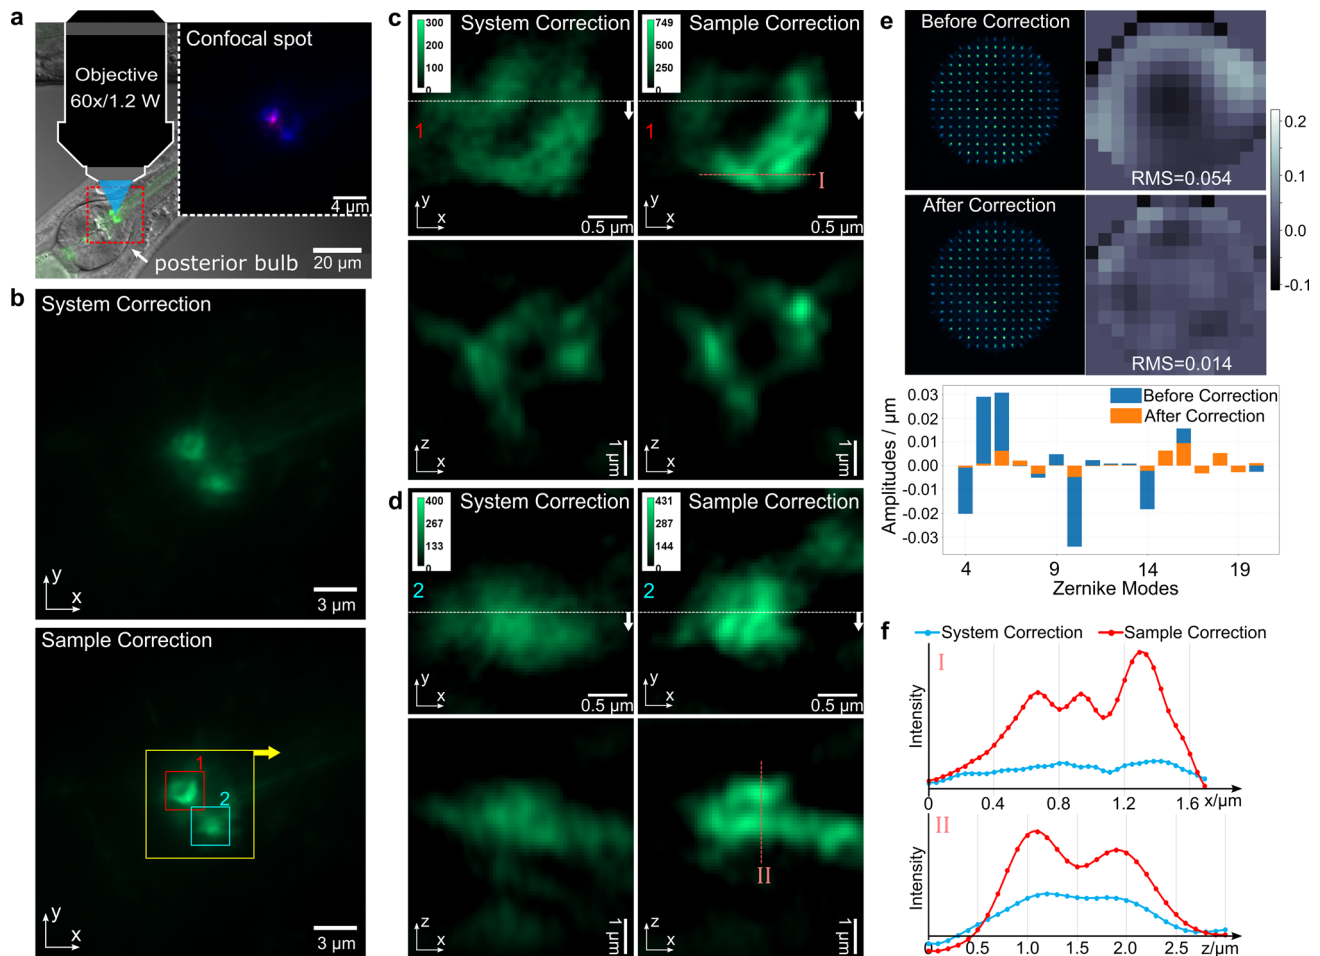 a
Objective
60x/1.2 W
Confocal spot
4 µm
20 µm
posterior bulb
b
System Correction
y
x
3 µm
Sample Correction
1
2
y
x
3 µm
c
300
200
100
0
System Correction
1
y
x
0.5 µm
749
500
250
0
Sample Correction
I
y
x
0.5 µm
z
x
1 µm
z
x
1 µm
d
400
267
133
0
System Correction
2
y
x
0.5 µm
431
287
144
0
Sample Correction
2
y
x
0.5 µm
z
x
1 µm
II
z
x
1 µm
e
Before Correction
RMS=0.054
After Correction
RMS=0.014
0.2
0.1
0.0
-0.1
Before Correction
After Correction
Amplitudes / µm
0.03
0.02
0.01
0.00
-0.01
-0.02
-0.03
4 9 14 19
Zernike Modes
f
System Correction Sample Correction
I
Intensity
0 0.4 0.8 1.2 1.6 x/µm
II
Intensity
0 0.5 1.0 1.5 2.0 2.5 z/µm